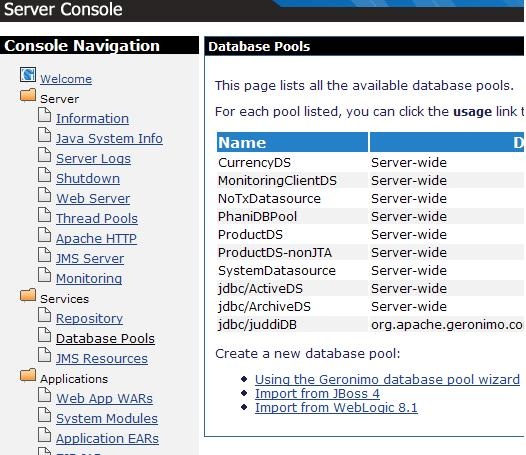 Server Console
Console Navigation
Welcome
Server
Information
Java System Info
Server Logs
Shutdown
Web Server
Thread Pools
Apache HTTP
JMS Server
Monitoring
Services
Repository
Database Pools
JMS Resources
Applications
Web App WARs
System Modules
Application EARs
Database Pools
This page lists all the available database pools.
For each pool listed, you can click the usage link t
Name D
CurrencyDS Server-wide
MonitoringClientDS Server-wide
NoTxDatasource Server-wide
PhaniDBPool Server-wide
ProductDS Server-wide
ProductDS-nonJTA Server-wide
SystemDatasource Server-wide
jdbc/ActiveDS Server-wide
jdbc/ArchiveDS Server-wide
jdbc/juddiDB org.apache.geronimo.co
Create a new database pool:
Using the Geronimo database pool wizard
Import from JBoss 4
Import from WebLogic 8.1